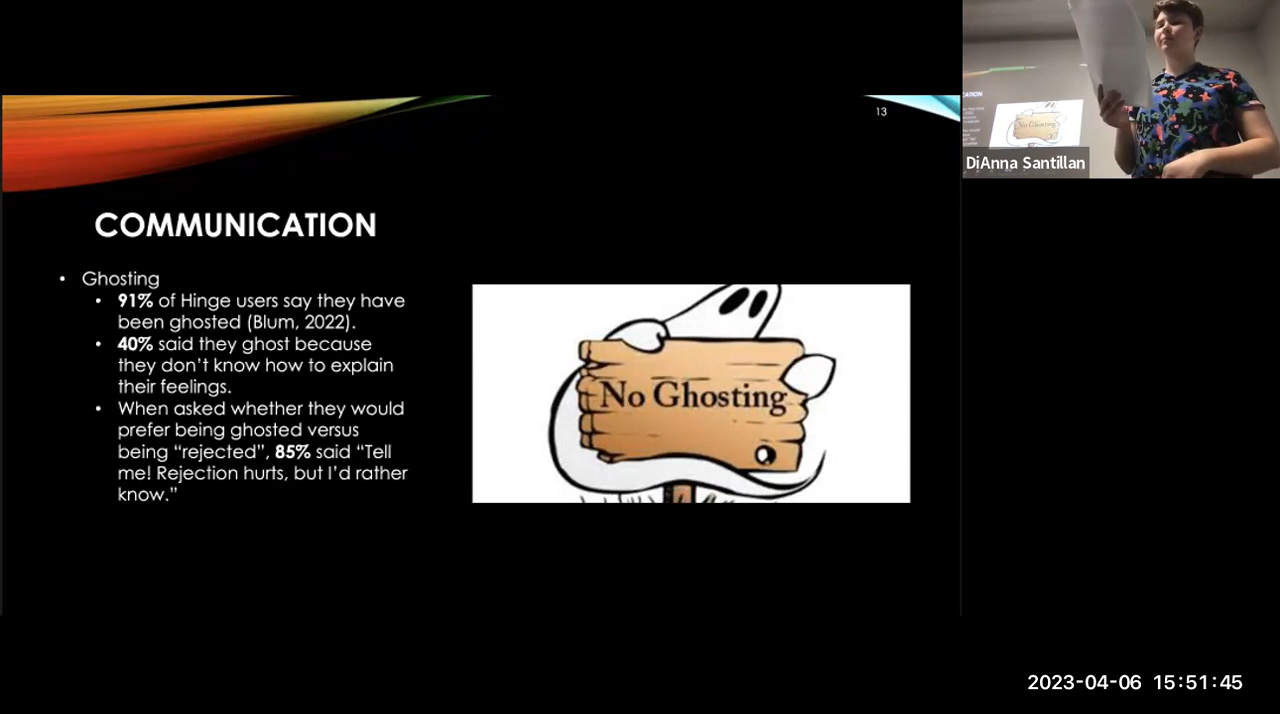 13
COMMUNICATION
• Ghosting
• 91% of Hinge users say they have
been ghosted (Blum, 2022).
• 40% said they ghost because
they don’t know how to explain
their feelings.
• When asked whether they would
prefer being ghosted versus
being “rejected”, 85% said “Tell
me! Rejection hurts, but I’d rather
know.”
No Ghosting
No Ghosting
DiAnna Santillan
2023-04-06 15:51:45